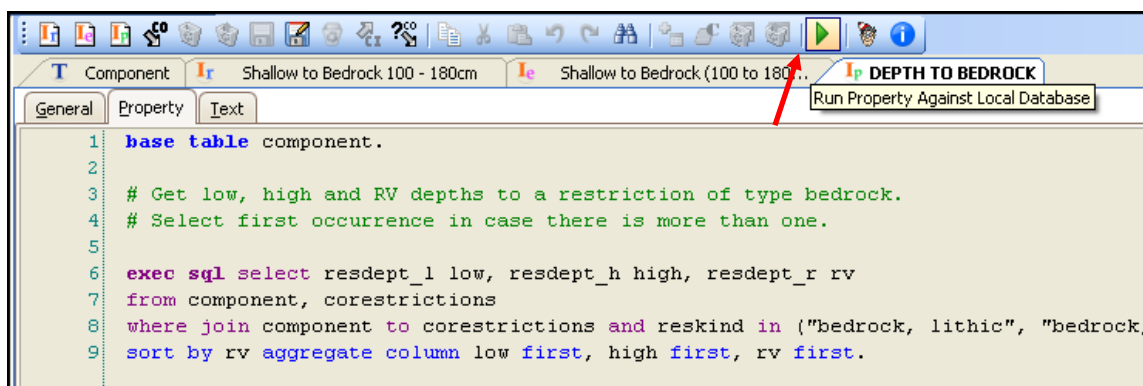 T Component Ir Shallow to Bedrock 100 - 180cm Ie Shallow to Bedrock (100 to 180... Ip DEPTH TO BEDROCK
Run Property Against Local Database
General Property Text
1 base table component.
2
3 # Get low, high and RV depths to a restriction of type bedrock.
4 # Select first occurrence in case there is more than one.
5
6 exec sql select resdept_l low, resdept_h high, resdept_r rv
7 from component, corestrictions
8 where join component to corestrictions and reskind in ("bedrock, lithic", "bedrock,
9 sort by rv aggregate column low first, high first, rv first.